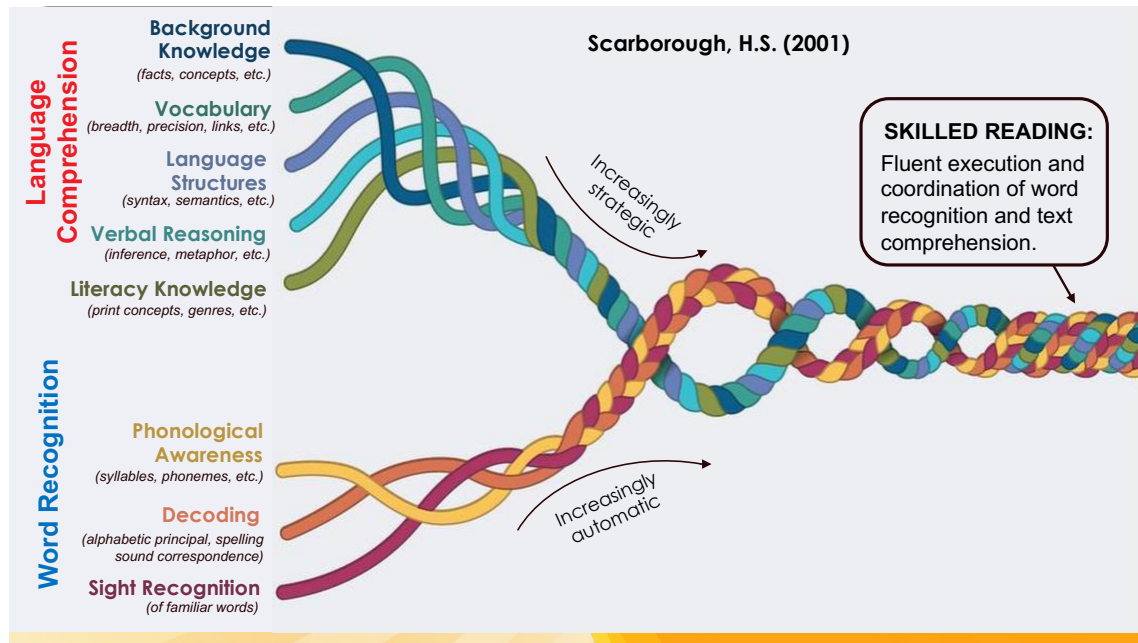 Language
Comprehension
Background
Knowledge
(facts, concepts, etc.)
Vocabulary
(breadth, precision, links, etc.)
Language
Structures
(syntax, semantics, etc.)
Verbal Reasoning
(inference, metaphor, etc.)
Literacy Knowledge
(print concepts, genres, etc.)
Word Recognition
Phonological
Awareness
(syllables, phonemes, etc.)
Decoding
(alphabetic principal, spelling
sound correspondence)
Sight Recognition
(of familiar words)
Scarborough, H.S. (2001)
Increasingly
strategic
Increasingly
automatic
SKILLED READING:
Fluent execution and
coordination of word
recognition and text
comprehension.